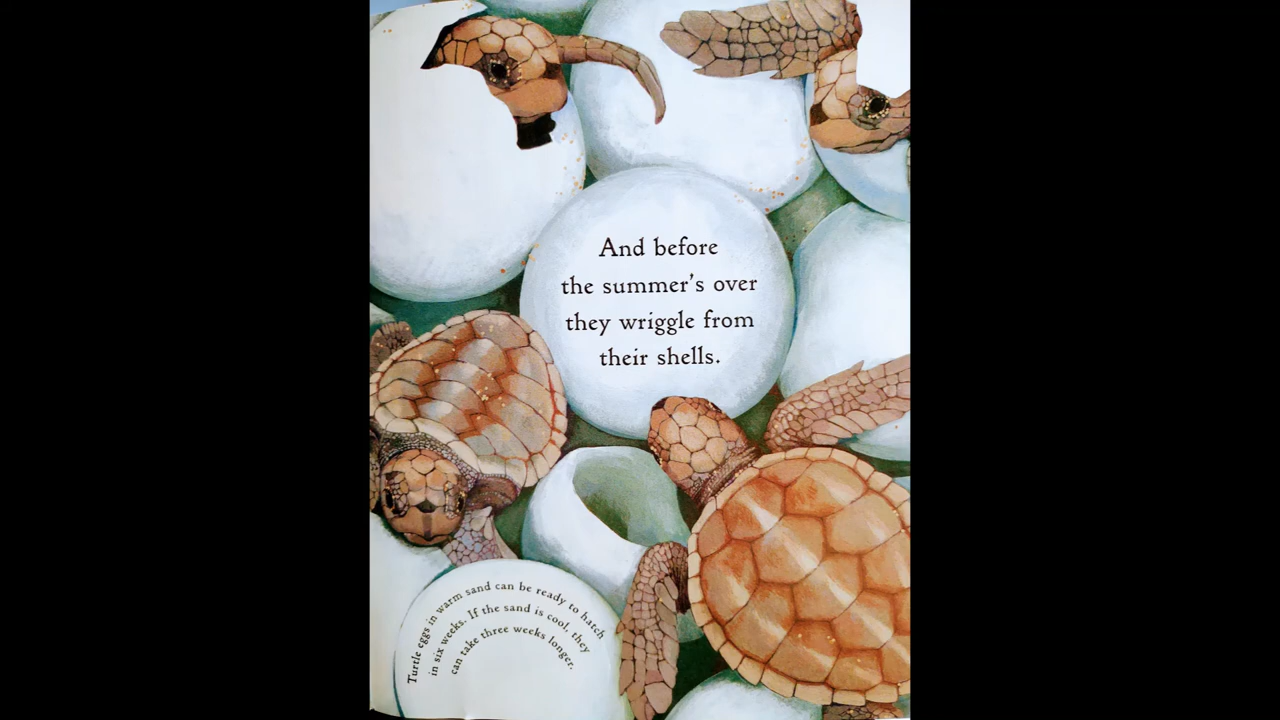 And before
the summer's over
they wriggle from
their shells.
Turtle eggs in warm sand can be ready to hatch
in six weeks. If the sand is cool, they
can take three weeks longer.